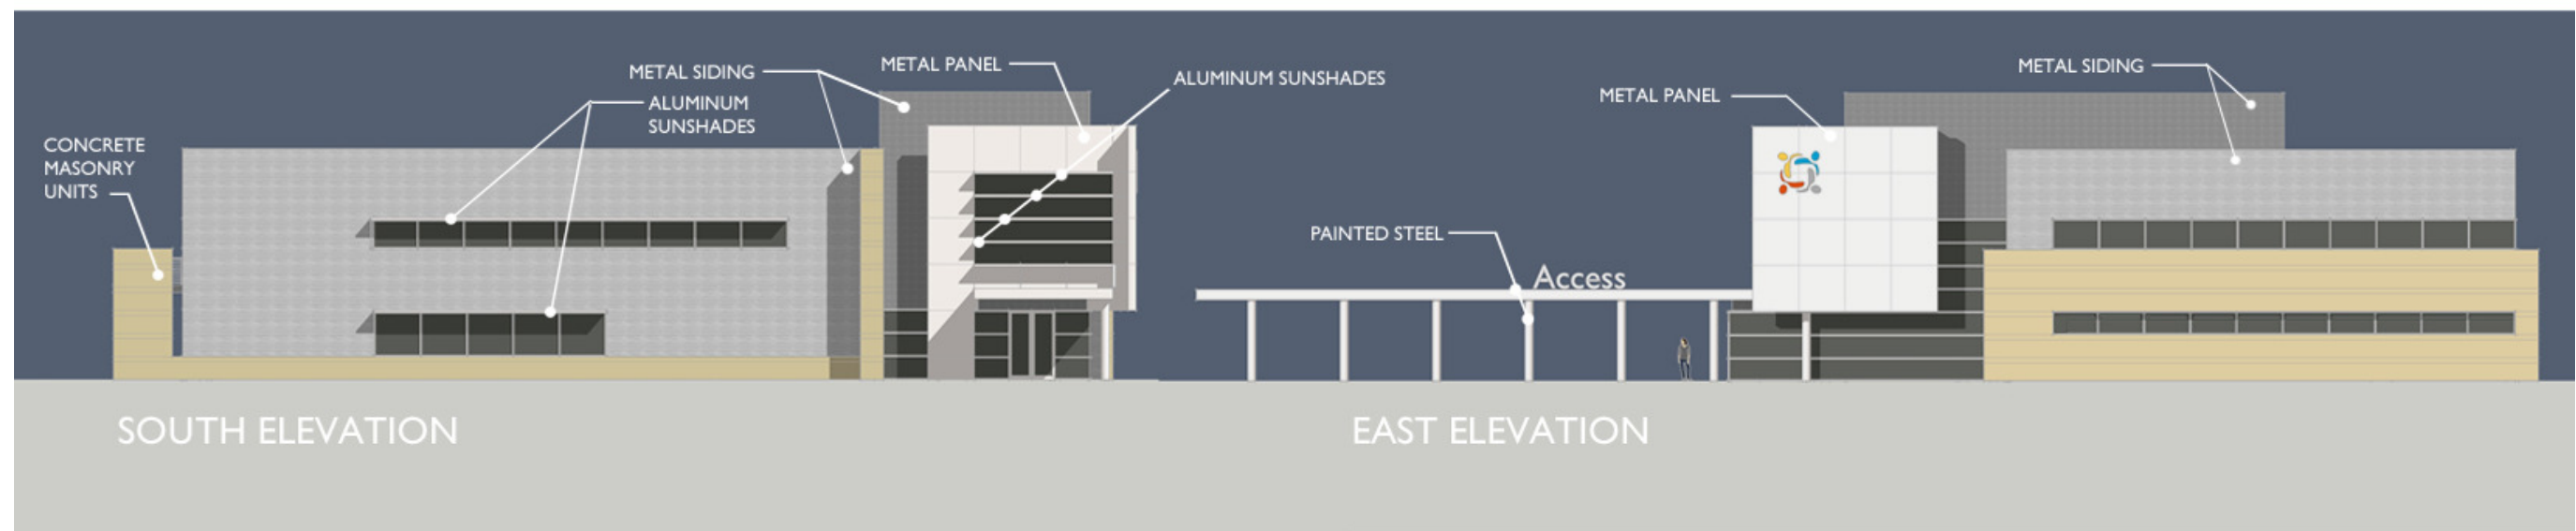 METAL SIDING
METAL PANEL
ALUMINUM SUNSHADES
ALUMINUM
SUNSHADES
CONCRETE
MASONRY
UNITS
METAL SIDING
METAL PANEL
PAINTED STEEL
Access
SOUTH ELEVATION
EAST ELEVATION